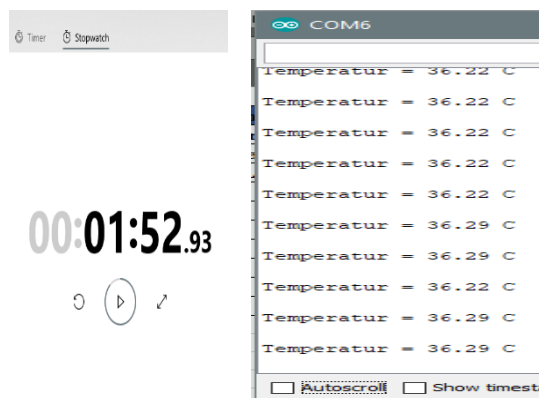 Timer Stopwatch
00:01:52.93
COM6
Temperatur = 36.22 C
Temperatur = 36.22 C
Temperatur = 36.22 C
Temperatur = 36.22 C
Temperatur = 36.22 C
Temperatur = 36.29 C
Temperatur = 36.29 C
Temperatur = 36.22 C
Temperatur = 36.29 C
Temperatur = 36.29 C
Autoscroll Show timest